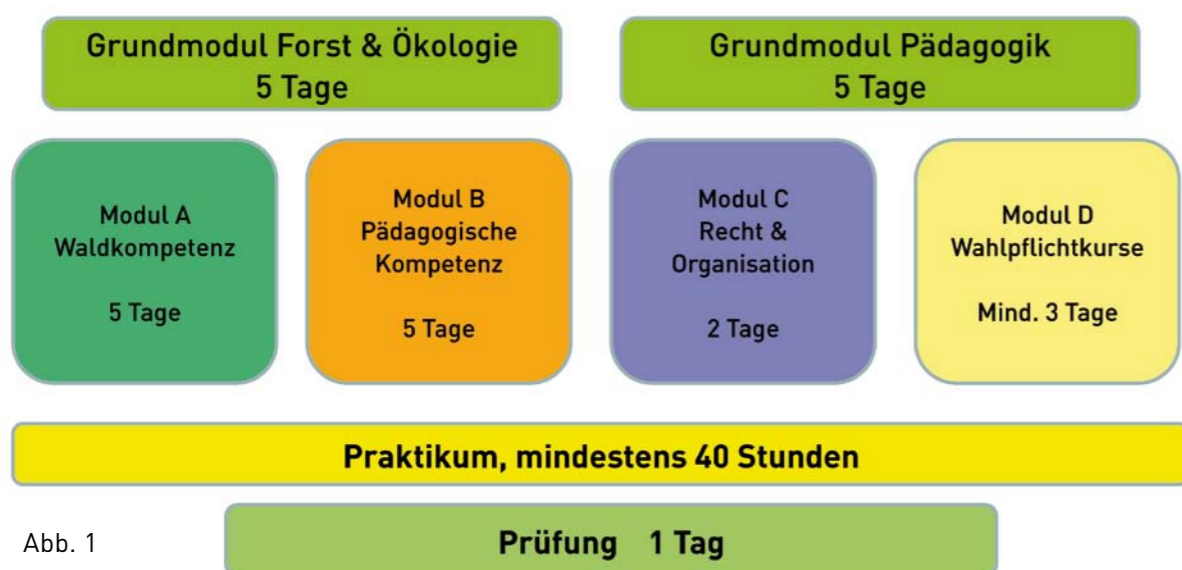 Grundmodul Forst & Ökologie
5 Tage
Grundmodul Pädagogik
5 Tage
Modul A
Waldkompetenz
5 Tage
Modul B
Pädagogische
Kompetenz
5 Tage
Modul C
Recht &
Organisation
2 Tage
Modul D
Wahlpflichtkurse
Mind. 3 Tage
Praktikum, mindestens 40 Stunden
Abb. 1
Prüfung 1 Tag